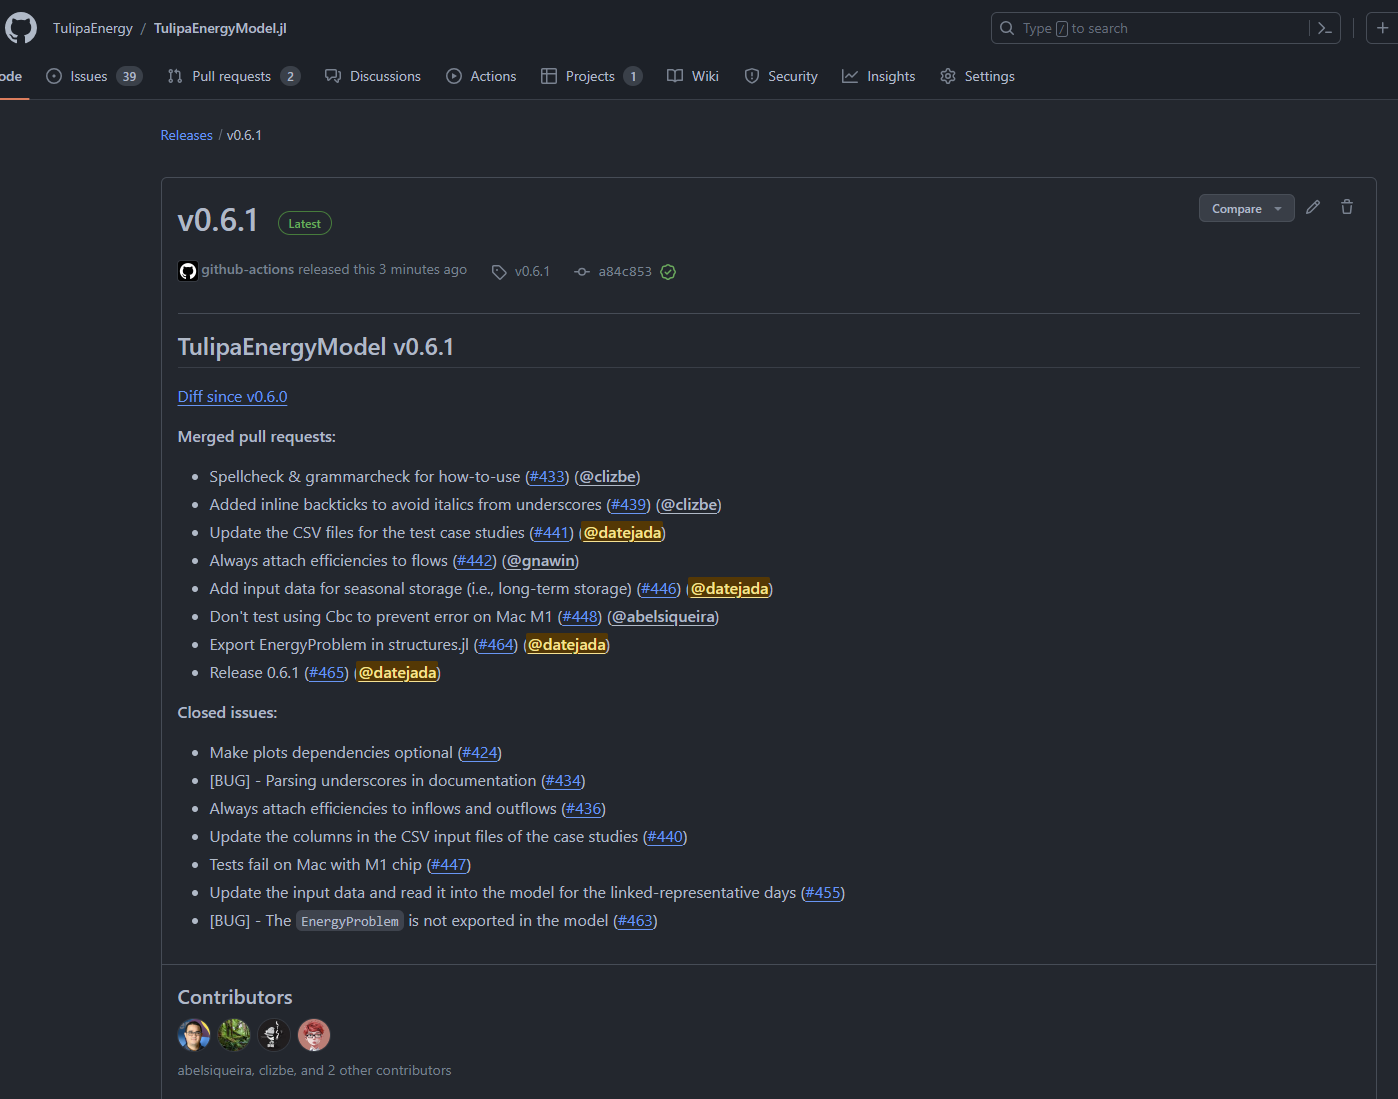 TulipaEnergy / TulipaEnergyModel.jl
Type / to search
ode Issues 39 Pull requests 2 Discussions Actions Projects 1 Wiki Security Insights Settings
Releases / v0.6.1
v0.6.1 Latest
Compare
github-actions released this 3 minutes ago v0.6.1 a84c853
TulipaEnergyModel v0.6.1
Diff since v0.6.0
Merged pull requests:
• Spellcheck & grammarcheck for how-to-use (#433) (@clizbe)
• Added inline backticks to avoid italics from underscores (#439) (@clizbe)
• Update the CSV files for the test case studies (#441) (@datejada)
• Always attach efficiencies to flows (#442) (@gnawin)
• Add input data for seasonal storage (i.e., long-term storage) (#446) (@datejada)
• Don't test using Cbc to prevent error on Mac M1 (#448) (@abelsiqueira)
• Export EnergyProblem in structures.jl (#464) (@datejada)
• Release 0.6.1 (#465) (@datejada)
Closed issues:
• Make plots dependencies optional (#424)
• [BUG] - Parsing underscores in documentation (#434)
• Always attach efficiencies to inflows and outflows (#436)
• Update the columns in the CSV input files of the case studies (#440)
• Tests fail on Mac with M1 chip (#447)
• Update the input data and read it into the model for the linked-representative days (#455)
• [BUG] - The EnergyProblem is not exported in the model (#463)
Contributors
abelsiqueira, clizbe, and 2 other contributors